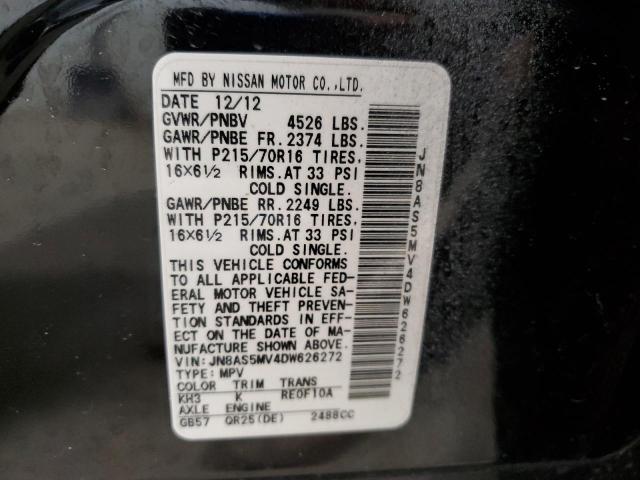 MFD BY NISSAN MOTOR CO.,LTD.
DATE 12/12
GVWR/PNBV 4526 LBS.
GAWR/PNBE FR. 2374 LBS.
WITH P215/70R16 TIRES.
16×6½ RIMS.AT 33 PSI
COLD SINGLE.
GAWR/PNBE RR. 2249 LBS.
WITH P215/70R16 TIRES.
16×6½ RIMS.AT 33 PSI
COLD SINGLE.
THIS VEHICLE CONFORMS
TO ALL APPLICABLE FED-
ERAL MOTOR VEHICLE SA-
FETY AND THEFT PREVEN-
TION STANDARDS IN EFF-
ECT ON THE DATE OF MA-
NUFACTURE SHOWN ABOVE.
VIN:JN8AS5MV4DW626272
TYPE:MPV
COLOR TRIM TRANS
KH3 K RE0F10A
AXLE ENGINE
GB57 QR25(DE) 2488CC
JN8AS5MV4DW626272